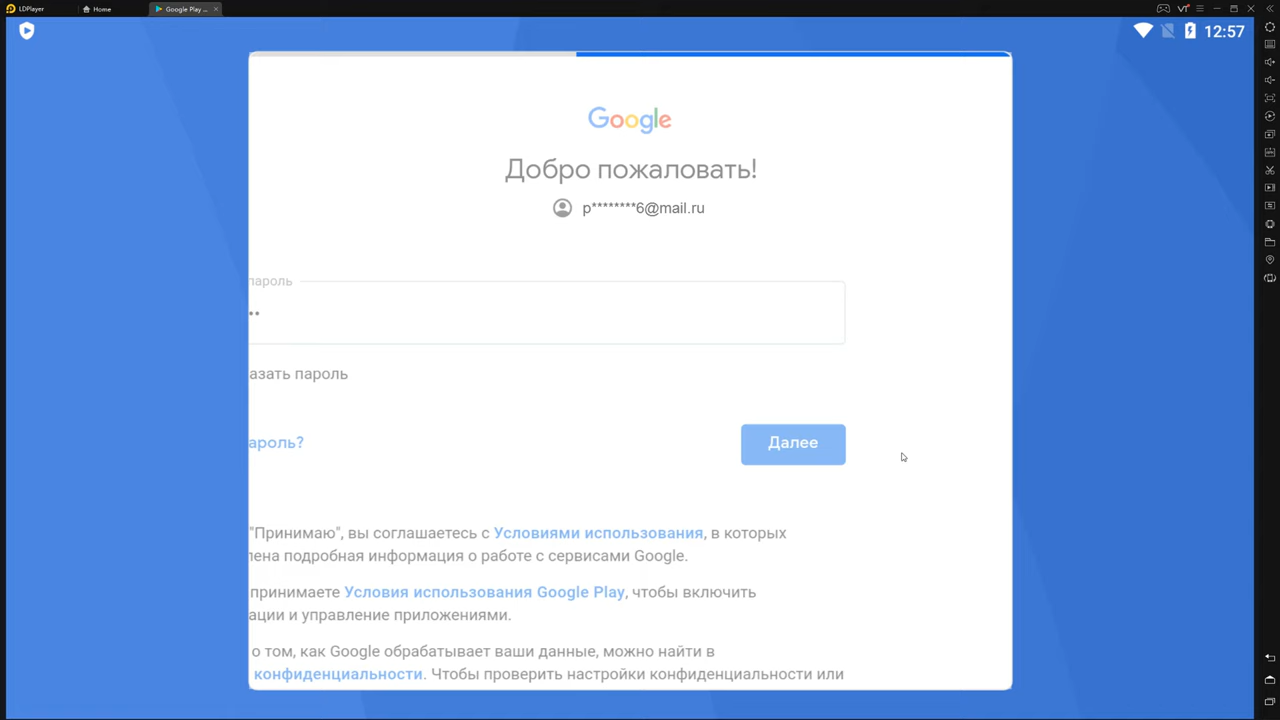 LDPlayer
Home
Google Play ...
12:57
Google
Добро пожаловать!
p********6@mail.ru
пароль
••
азать пароль
ароль?
Далее
"Принимаю", вы соглашаетесь с Условиями использования, в которых
лена подробная информация о работе с сервисами Google.
принимаете Условия использования Google Play, чтобы включить
ации и управление приложениями.
о том, как Google обрабатывает ваши данные, можно найти в
конфиденциальности. Чтобы проверить настройки конфиденциальности или